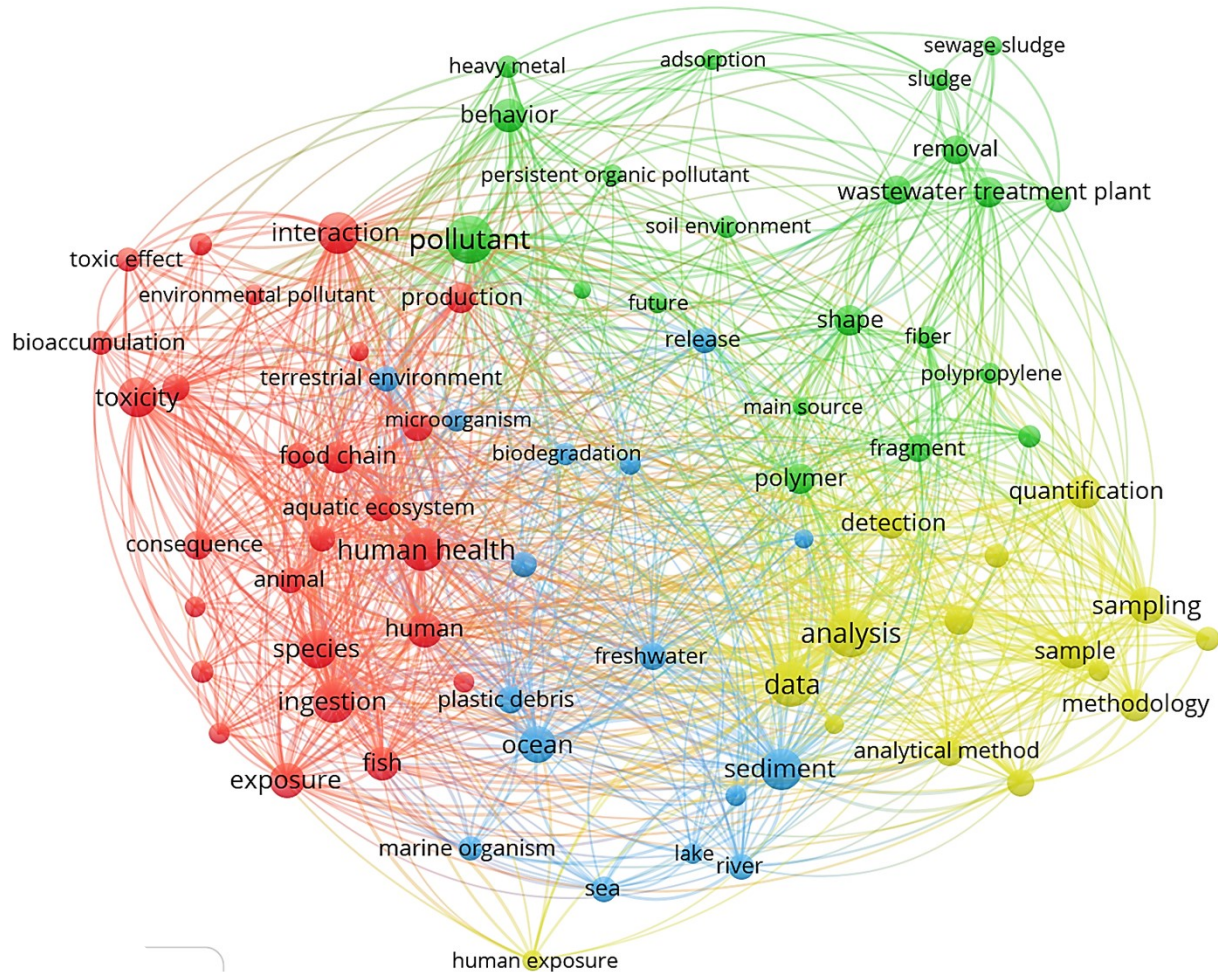 sewage sludge
heavy metal
adsorption
sludge
behavior
removal
persistent organic pollutant
wastewater treatment plant
interaction
pollutant
soil environment
toxic effect
environmental pollutant
production
future
shape
release
fiber
bioaccumulation
terrestrial environment
polypropylene
toxicity
main source
microorganism
food chain
biodegradation
fragment
polymer
quantification
aquatic ecosystem
detection
consequence
human health
animal
sampling
human
analysis
species
freshwater
sample
data
ingestion
plastic debris
methodology
ocean
analytical method
fish
sediment
exposure
marine organism
lake
river
sea
human exposure